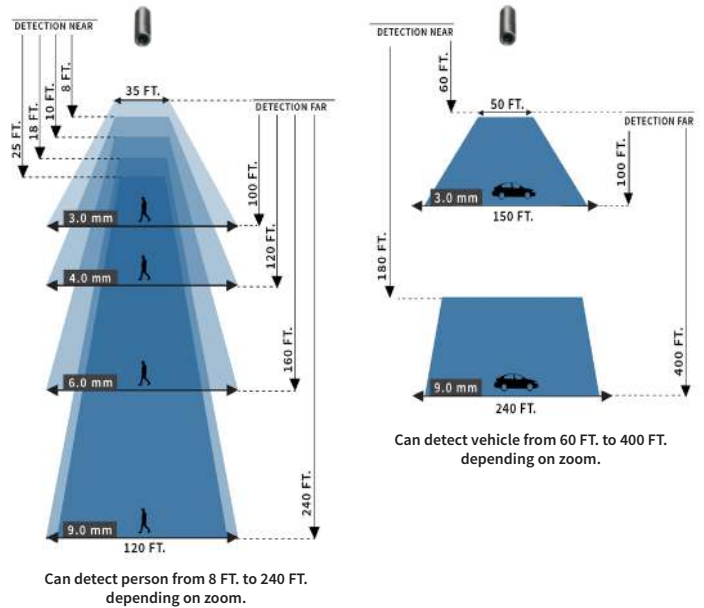 DETECTION NEAR
8 FT.
10 FT.
18 FT.
25 FT.
35 FT.
DETECTION FAR
100 FT.
120 FT.
160 FT.
240 FT.
3.0 mm
4.0 mm
6.0 mm
9.0 mm
120 FT.
Can detect person from 8 FT. to 240 FT.
depending on zoom.
DETECTION NEAR
60 FT.
180 FT.
50 FT.
DETECTION FAR
100 FT.
400 FT.
3.0 mm
150 FT.
9.0 mm
240 FT.
Can detect vehicle from 60 FT. to 400 FT.
depending on zoom.